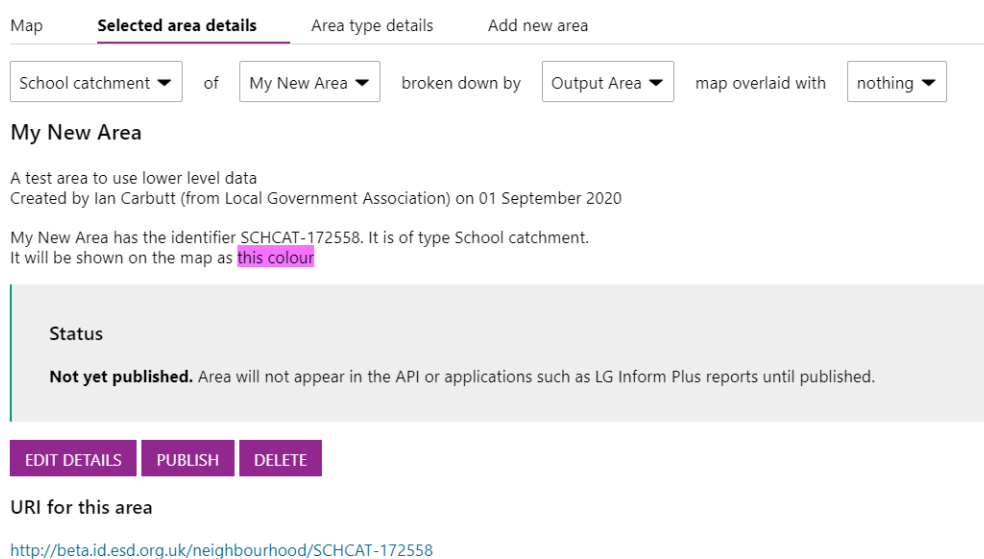 Map Selected area details Area type details Add new area
School catchment of My New Area broken down by Output Area map overlaid with nothing
My New Area
A test area to use lower level data
Created by Ian Carbutt (from Local Government Association) on 01 September 2020
My New Area has the identifier SCHCAT-172558. It is of type School catchment.
It will be shown on the map as this colour
Status
Not yet published. Area will not appear in the API or applications such as LG Inform Plus reports until published.
EDIT DETAILS PUBLISH DELETE
URI for this area
http://beta.id.esd.org.uk/neighbourhood/SCHCAT-172558